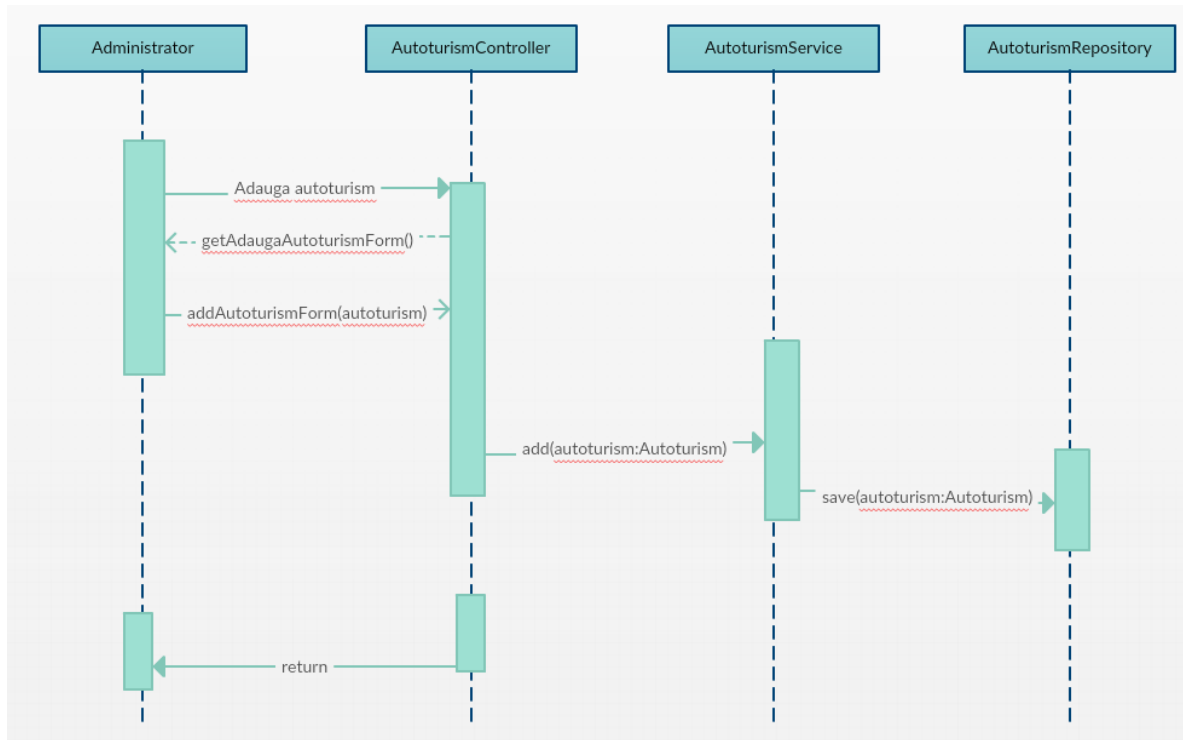 Administrator
AutoturismController
AutoturismService
AutoturismRepository
Adauga autoturism
getAdaugaAutoturismForm()
addAutoturismForm(autoturism)
add(autoturism:Autoturism)
save(autoturism:Autoturism)
return